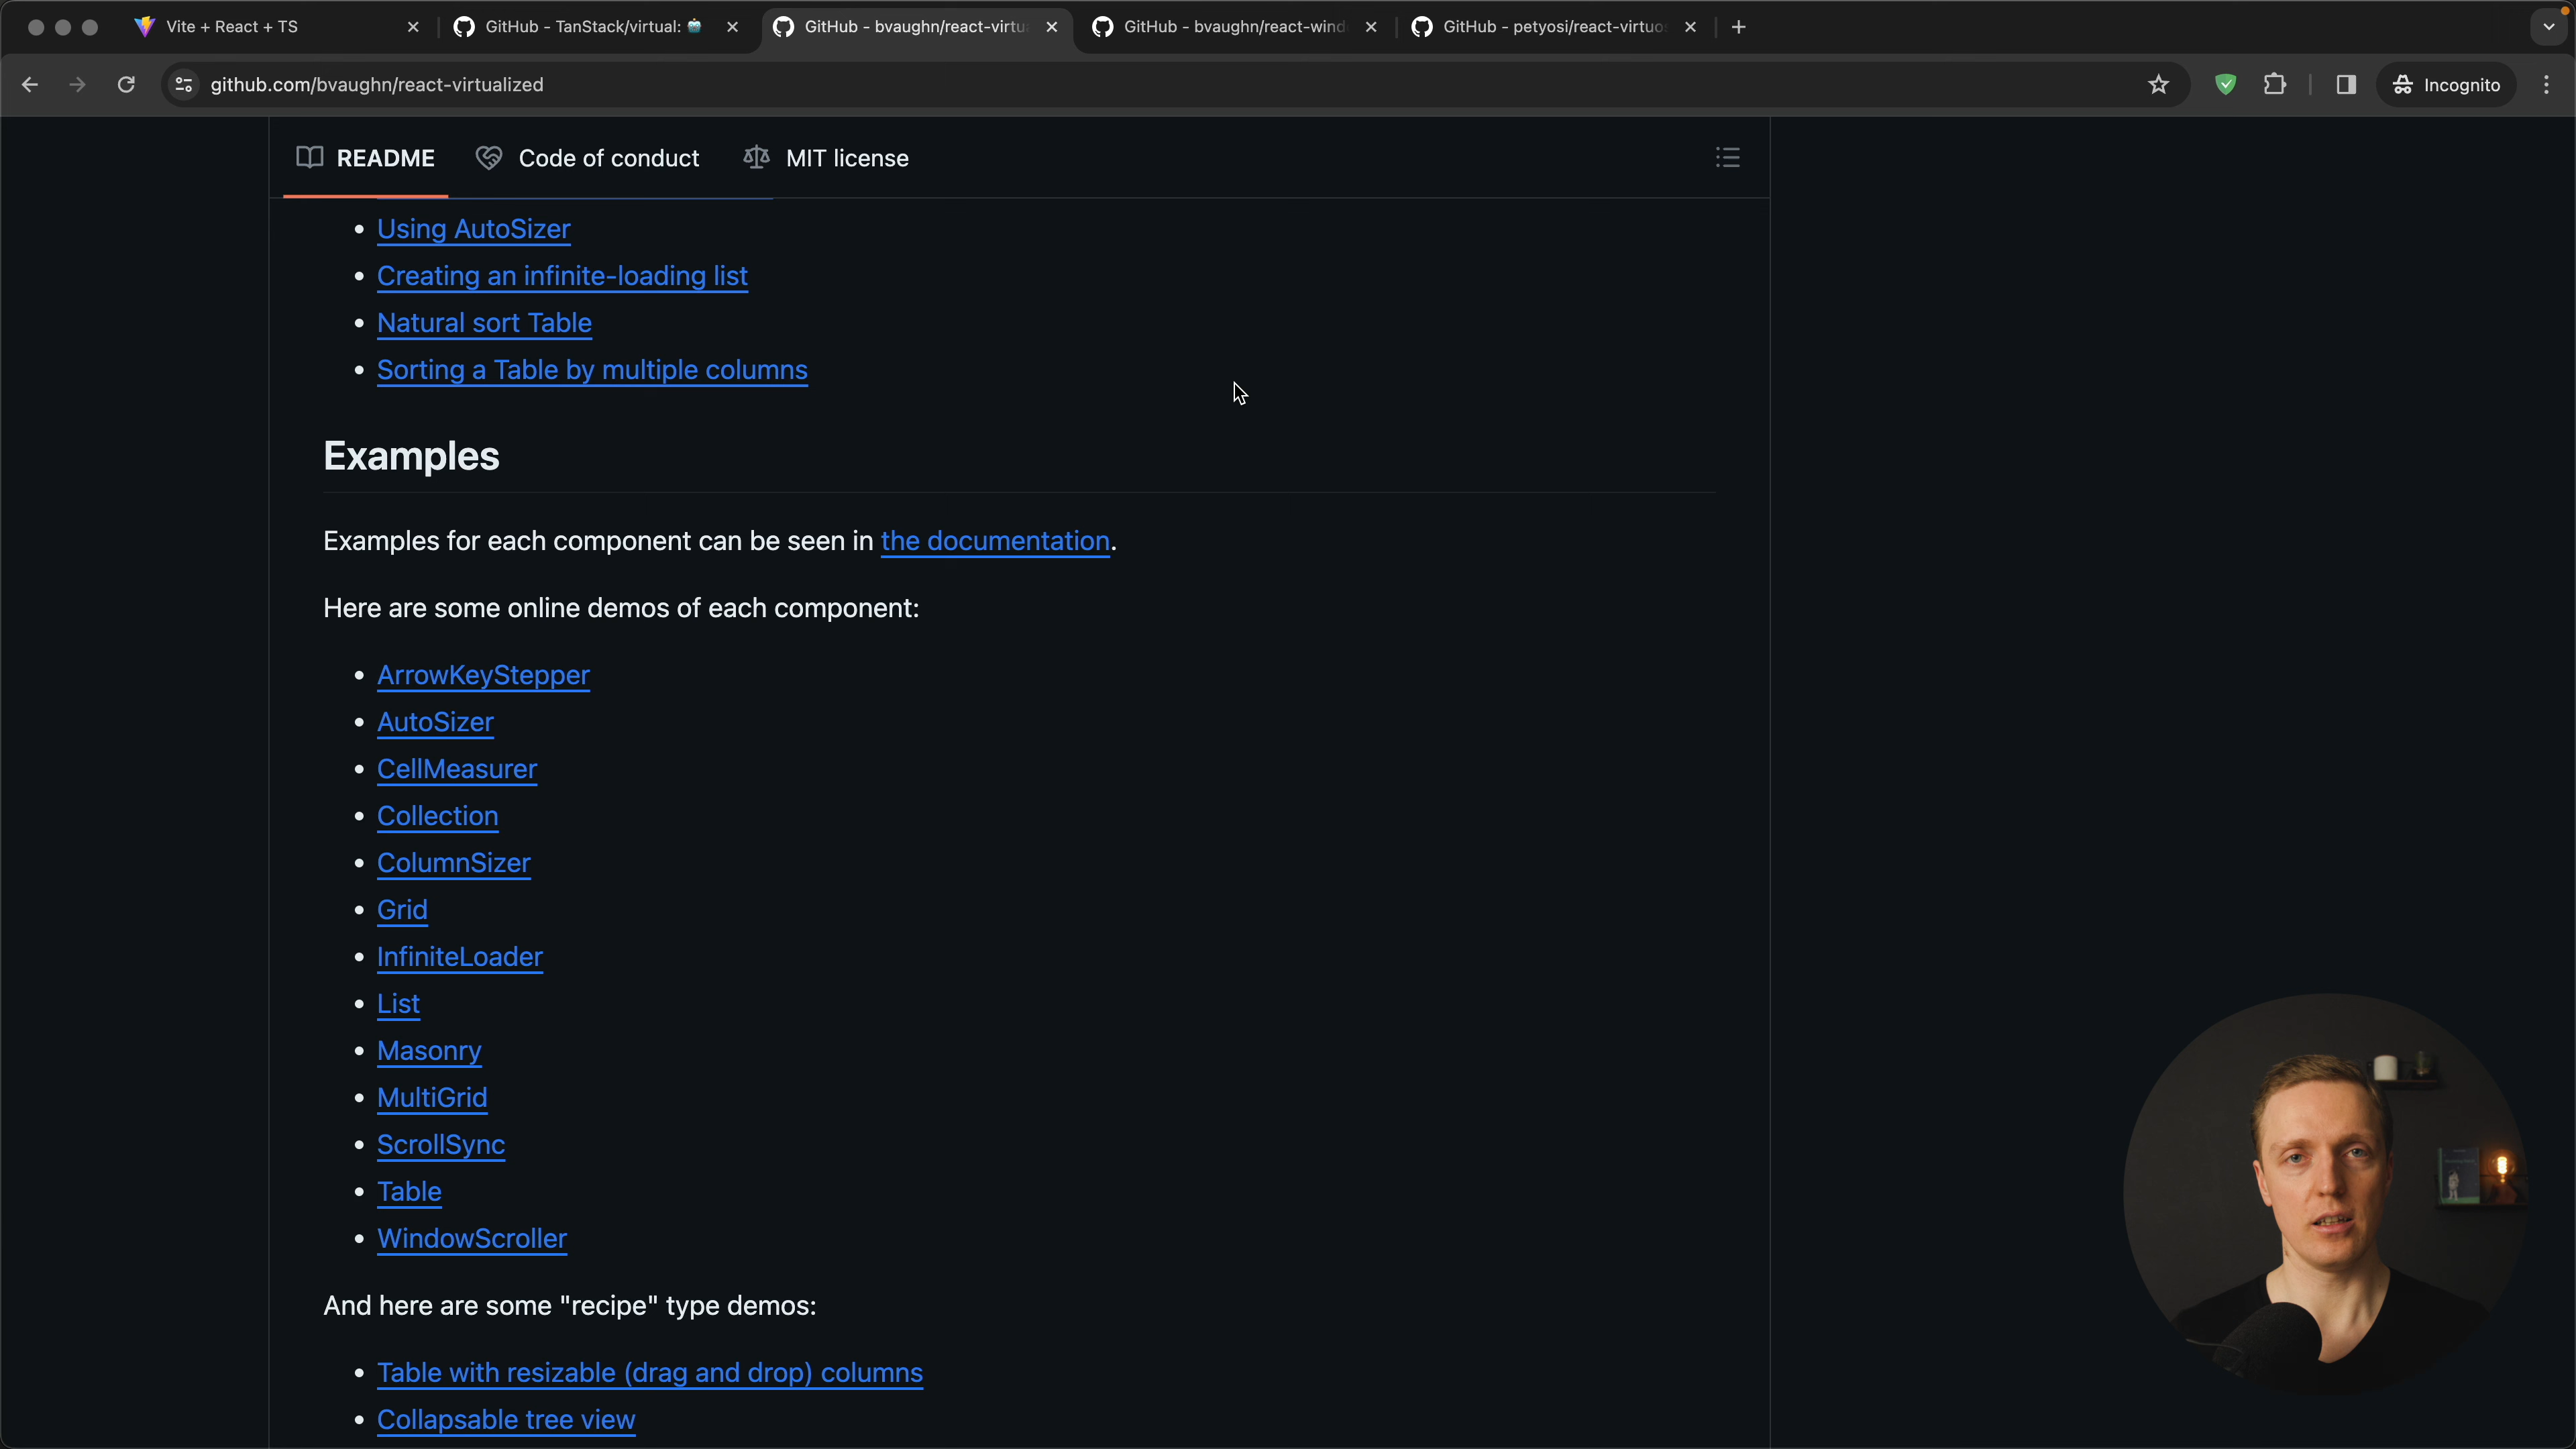 Vite + React + TS
GitHub - TanStack/virtual:
GitHub - bvaughn/react-virtu
GitHub - bvaughn/react-wind
GitHub - petyosi/react-virtuo
github.com/bvaughn/react-virtualized
Incognito
README
Code of conduct
MIT license
Using AutoSizer
Creating an infinite-loading list
Natural sort Table
Sorting a Table by multiple columns
Examples
Examples for each component can be seen in the documentation.
Here are some online demos of each component:
ArrowKeyStepper
AutoSizer
CellMeasurer
Collection
ColumnSizer
Grid
InfiniteLoader
List
Masonry
MultiGrid
ScrollSync
Table
WindowScroller
And here are some "recipe" type demos:
Table with resizable (drag and drop) columns
Collapsable tree view